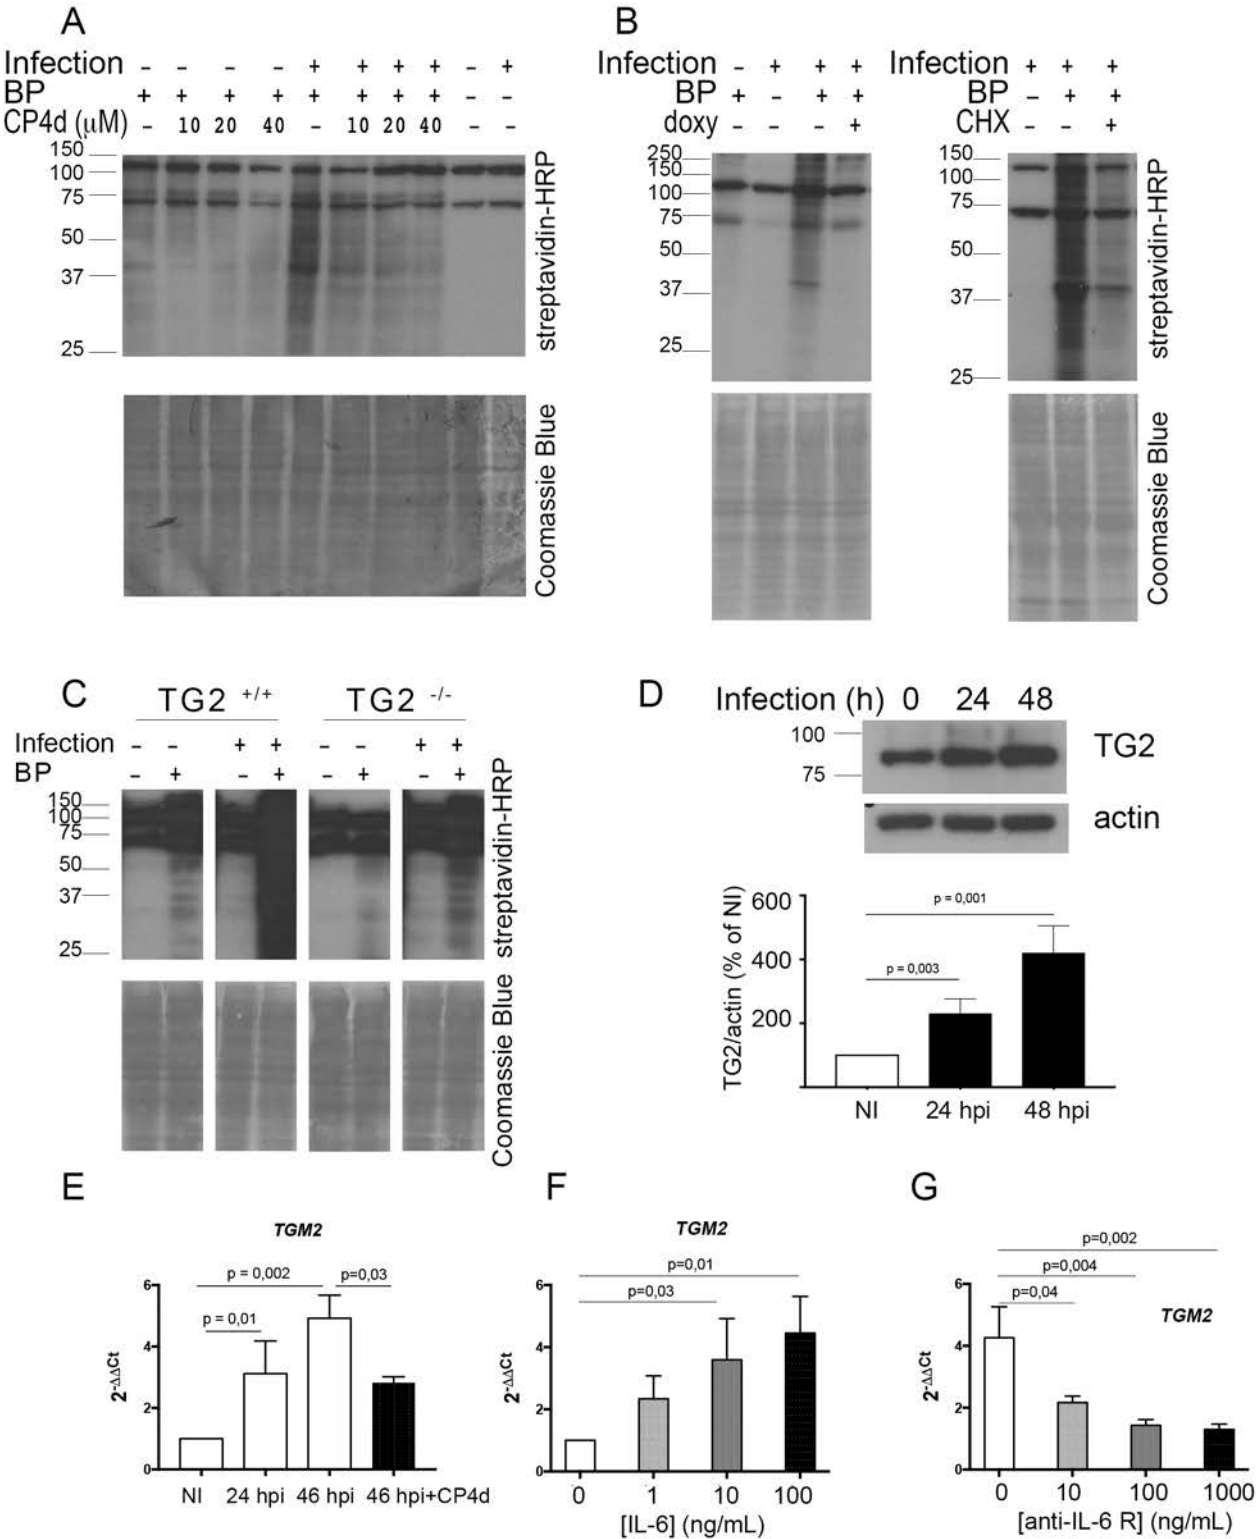 A
Infection – – – – + + + + – +
BP + + + + + + + + – –
CP4d (μM) – 10 20 40 – 10 20 40 – –
150
100
75
50
37
25
streptavidin-HRP
Coomassie Blue
B
Infection – + + +
BP + – + +
doxy – – – +
250
150
100
75
50
37
25
Infection + + +
BP – + +
CHX – – +
150
75
50
37
25
streptavidin-HRP
Coomassie Blue
C
TG2 +/+ TG2 -/-
Infection – – + + – – + +
BP – + – + – + – +
150
100
75
50
37
25
streptavidin-HRP
Coomassie Blue
D
Infection (h) 0 24 48
100
75
TG2
actin
TG2/actin (% of NI)
600
400
200
p = 0,001
p = 0,003
NI 24 hpi 48 hpi
E
TGM2
2-ΔΔCt
6
4
2
0
p = 0,002
p=0,03
p = 0,01
NI 24 hpi 46 hpi 46 hpi+CP4d
F
TGM2
2-ΔΔCt
6
4
2
0
p=0,01
p=0,03
0 1 10 100
[IL-6] (ng/mL)
G
TGM2
2-ΔΔCt
6
4
2
0
p=0,002
p=0,004
p=0,04
0 10 100 1000
[anti-IL-6 R] (ng/mL)